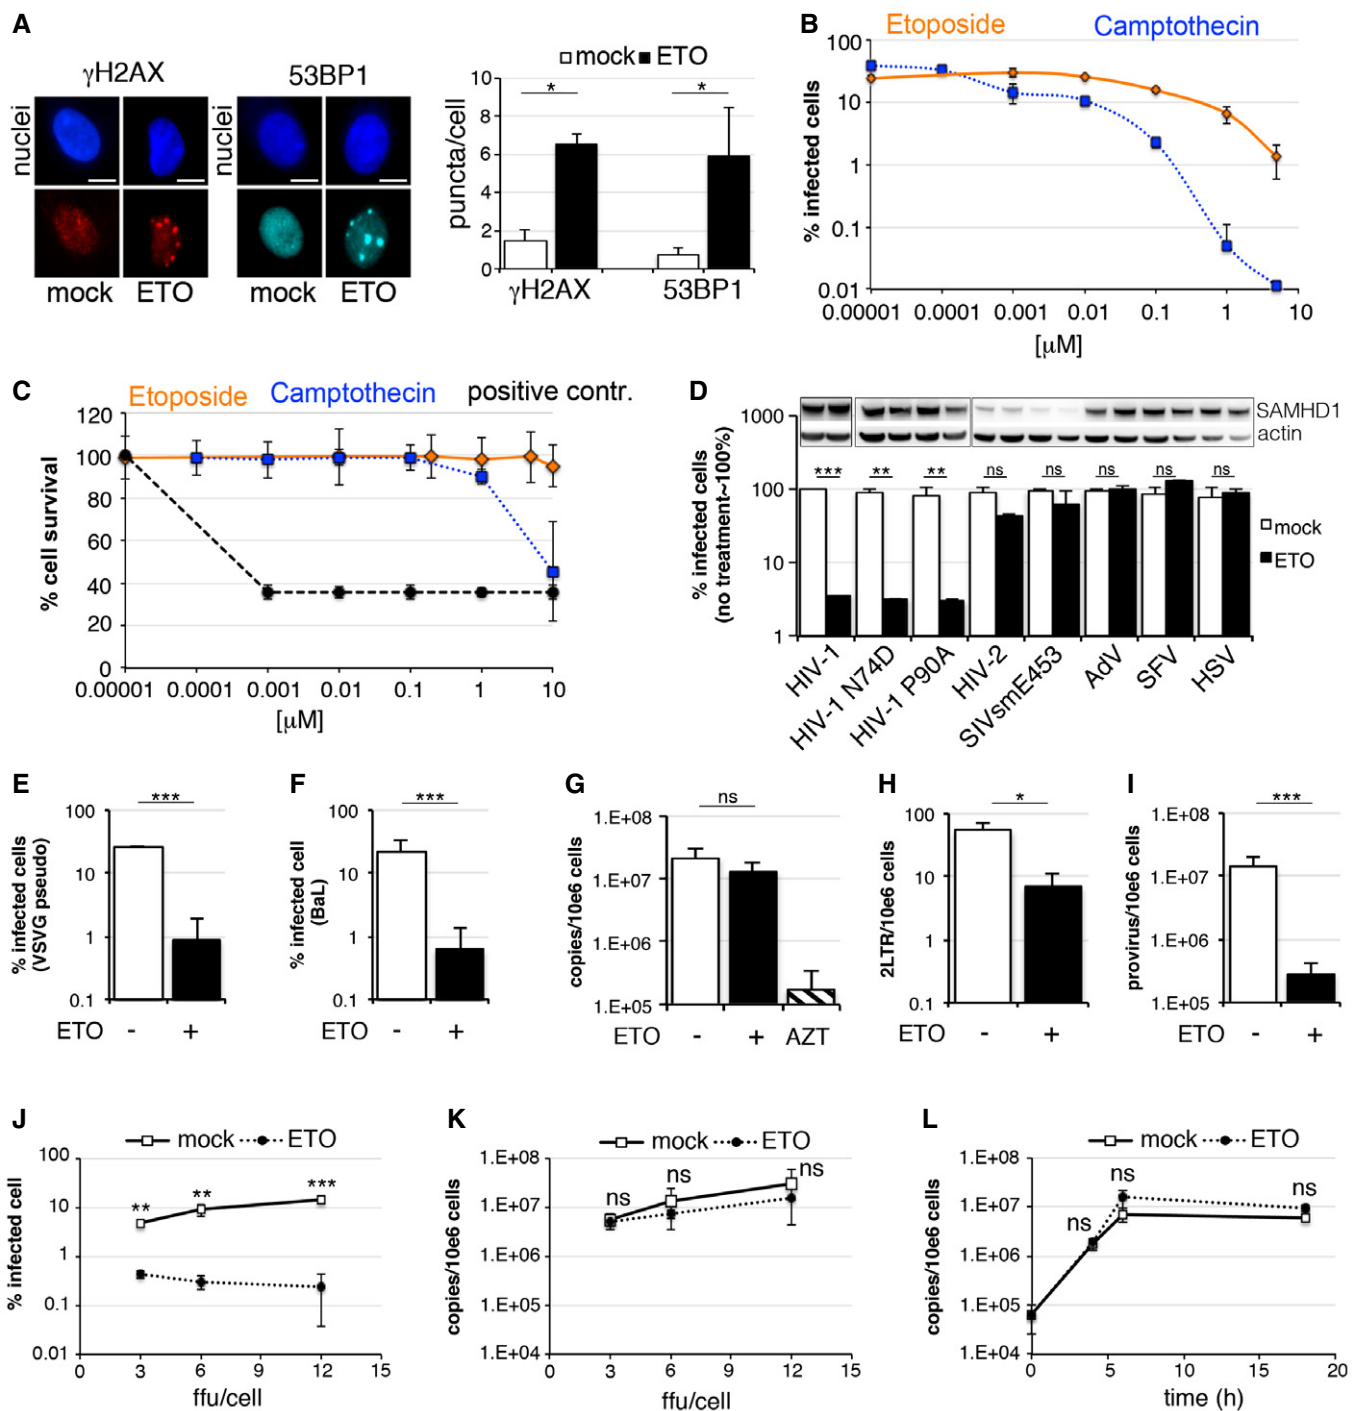 A
γH2AX
53BP1
nuclei
nuclei
mock
ETO
mock
ETO
mock ETO
puncta/cell
10
8
6
4
2
0
*
*
γH2AX
53BP1
B
Etoposide
Camptothecin
% infected cells
100
10
1
0.1
0.01
0.00001 0.0001 0.001 0.01 0.1 1 10
[μM]
C
Etoposide Camptothecin positive contr.
% cell survival
120
100
80
60
40
20
0
0.00001 0.0001 0.001 0.01 0.1 1 10
[μM]
D
SAMHD1
actin
% infected cells
(no treatment~100%)
1000
100
10
1
*** ** ** ns ns ns ns ns
mock
ETO
HIV-1
HIV-1 N74D
HIV-1 P90A
HIV-2
SIVsmE453
AdV
SFV
HSV
E
% infected cells
(VSVG pseudo)
100
10
1
0.1
***
ETO - +
F
% infected cell
(BaL)
100
10
1
0.1
***
ETO - +
G
copies/10e6 cells
1.E+08
1.E+07
1.E+06
1.E+05
ns
ETO - + AZT
H
2LTR/10e6 cells
100
10
1
0.1
*
ETO - +
I
provirus/10e6 cells
1.E+08
1.E+07
1.E+06
1.E+05
***
ETO - +
J
mock ETO
% infected cell
100
10
1
0.1
0.01
** ** ***
0 3 6 9 12 15
ffu/cell
K
mock ETO
copies/10e6 cells
1.E+08
1.E+07
1.E+06
1.E+05
1.E+04
ns ns ns
0 3 6 9 12 15
ffu/cell
L
mock ETO
copies/10e6 cells
1.E+08
1.E+07
1.E+06
1.E+05
1.E+04
ns ns ns
0 5 10 15 20
time (h)